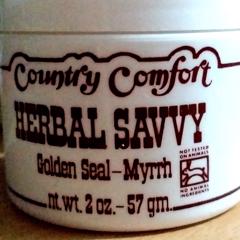 Country Comfort
HERBAL SAVVY
Golden Seal-Myrrh
nt. wt. 2 oz. - 57 gm.
NOT TESTED
ON ANIMALS
NO ANIMAL
INGREDIENTS